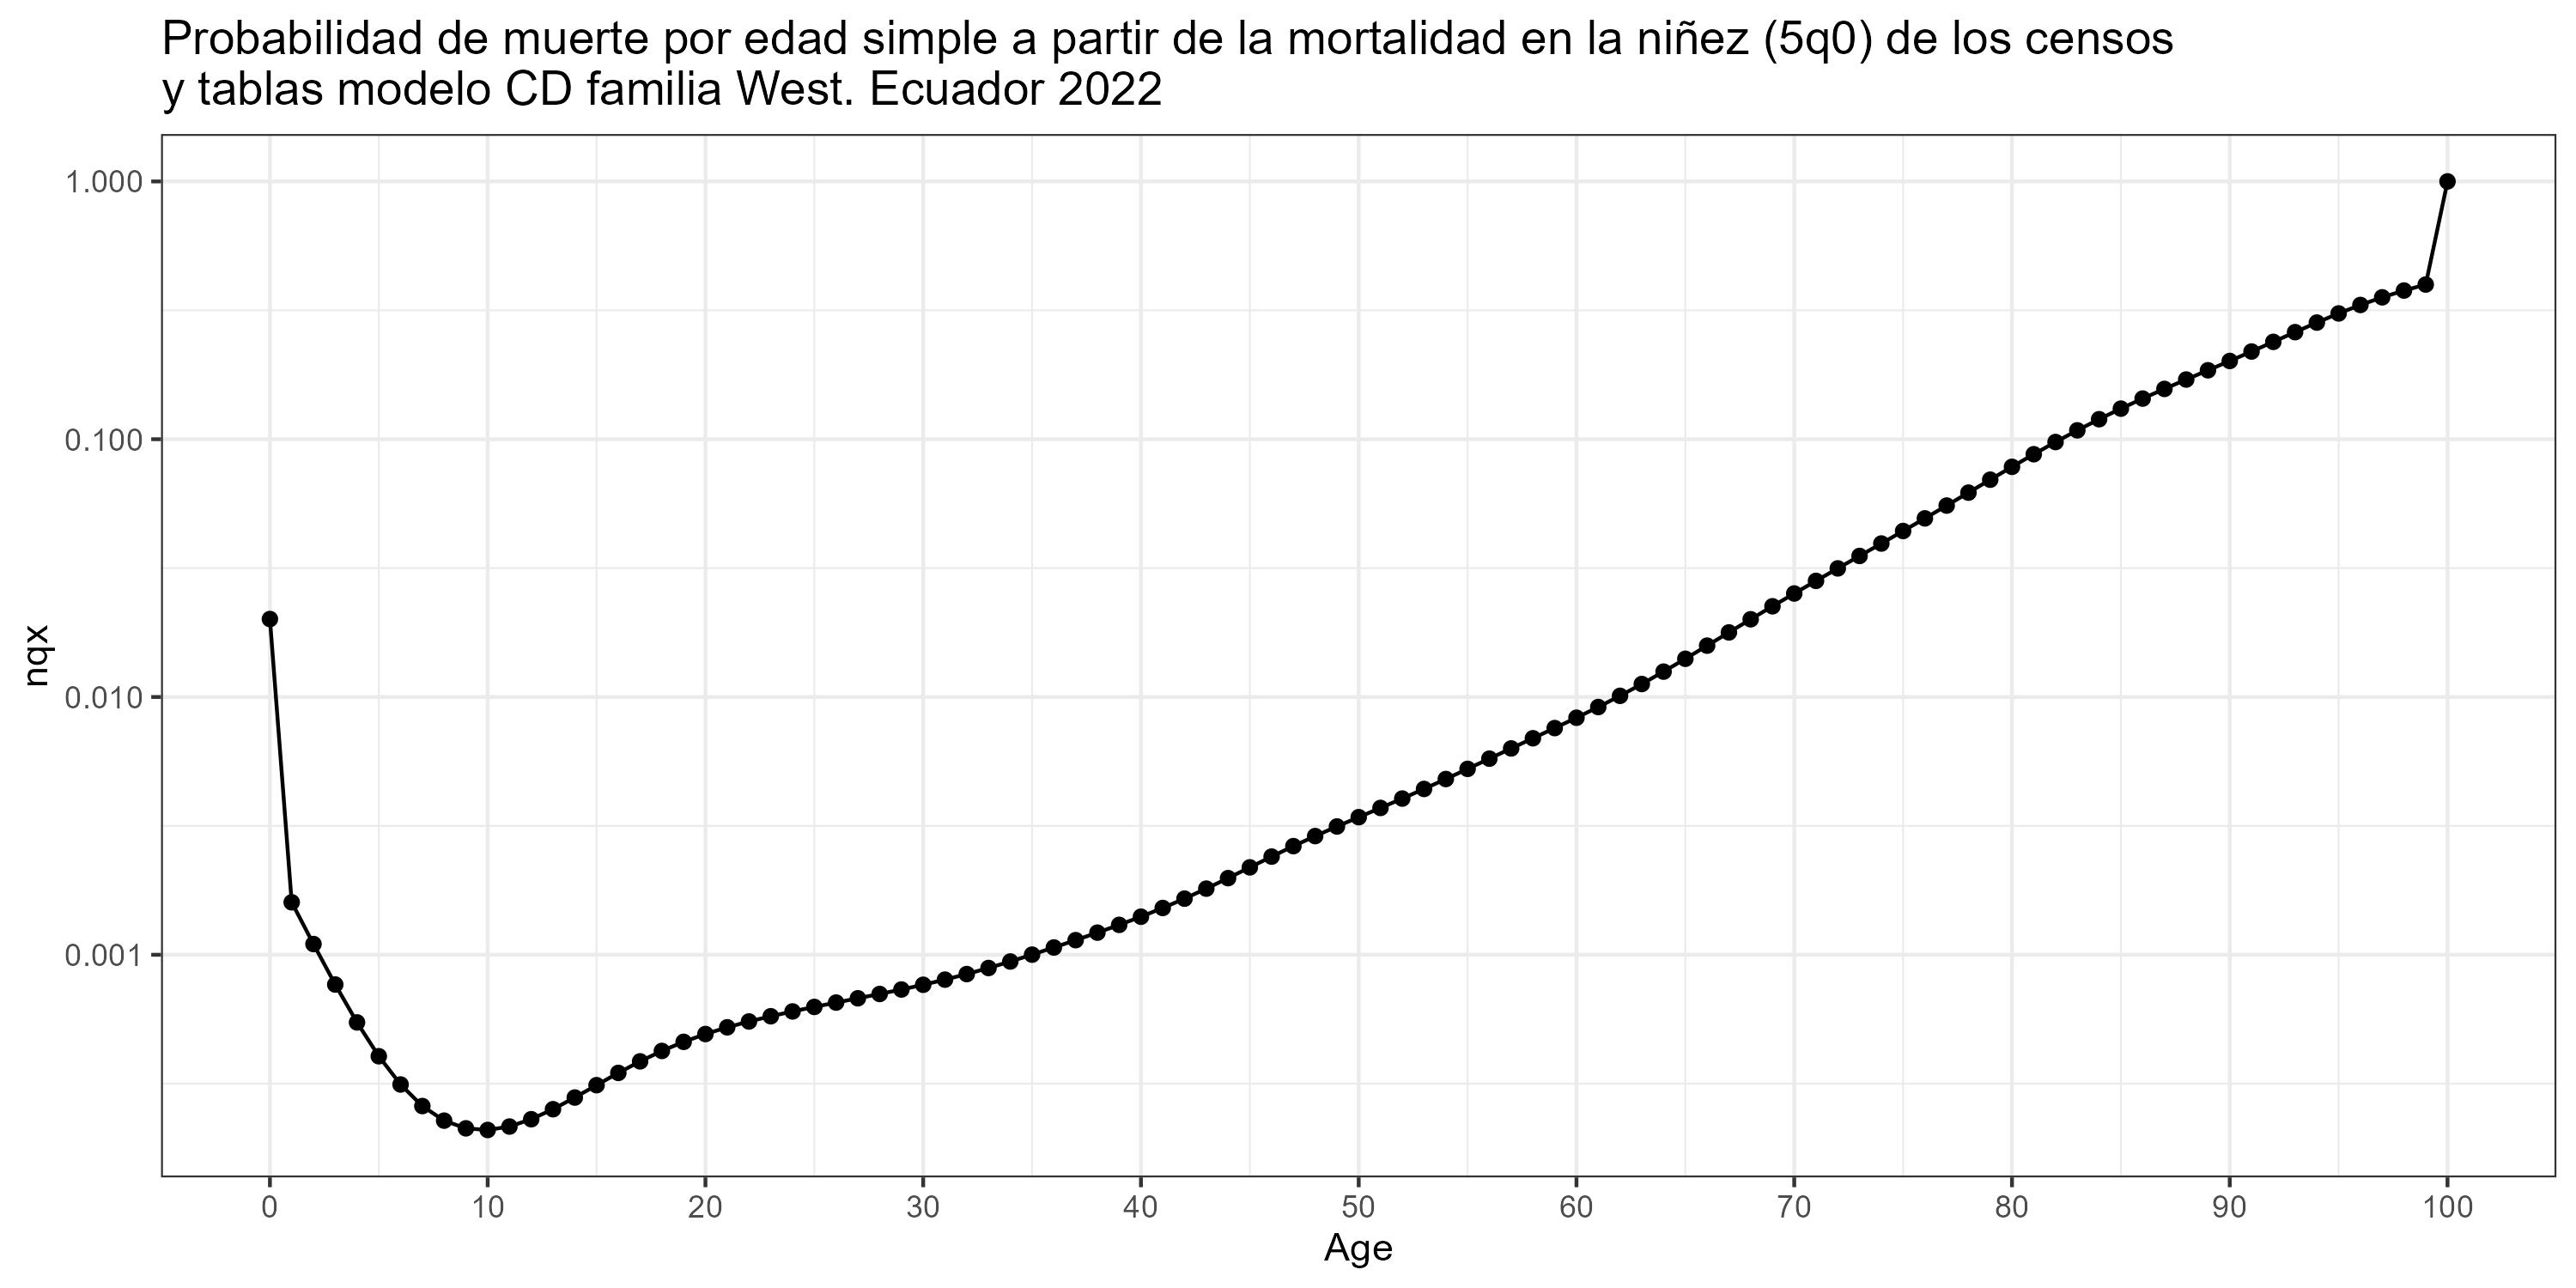 Probabilidad de muerte por edad simple a partir de la mortalidad en la niñez (5q0) de los censos
y tablas modelo CD familia West. Ecuador 2022
1.000
0.100
0.010
0.001
nqx
0 10 20 30 40 50 60 70 80 90 100
Age